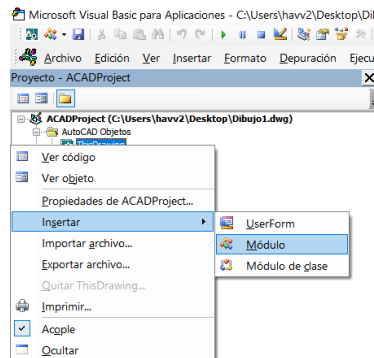 Microsoft Visual Basic para Aplicaciones - C:\Users\havv2\Desktop\Dib
Archivo Edición Ver Insertar Formato Depuración Ejecu
Proyecto - ACADProject
ACADProject (C:\Users\havv2\Desktop\Dibujo1.dwg)
AutoCAD Objetos
ThisDrawing
Ver código
Ver objeto
Propiedades de ACADProject...
Insertar
UserForm
Importar archivo...
Módulo
Exportar archivo...
Módulo de clase
Quitar ThisDrawing...
Imprimir...
Acople
Ocultar